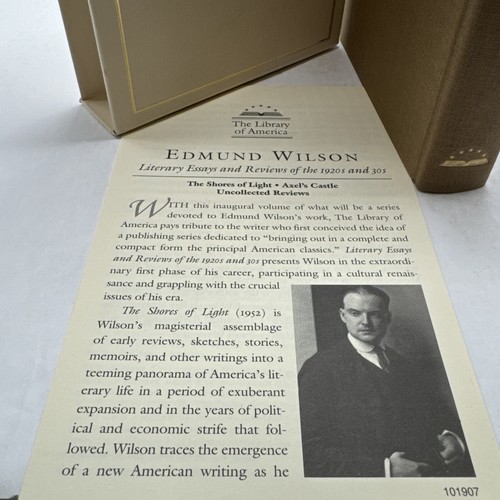 The Library
of America
EDMUND WILSON
Literary Essays and Reviews of the 1920s and 30s
The Shores of Light • Axel's Castle
Uncollected Reviews
WITH this inaugural volume of what will be a series
devoted to Edmund Wilson's work, The Library of
America pays tribute to the writer who first conceived the idea of
a publishing series dedicated to "bringing out in a complete and
compact form the principal American classics." Literary Essays
and Reviews of the 1920s and 30s presents Wilson in the extraordi-
nary first phase of his career, participating in a cultural renais-
sance and grappling with the crucial
issues of his era.
The Shores of Light (1952) is
Wilson's magisterial assemblage
of early reviews, sketches, stories,
memoirs, and other writings into a
teeming panorama of America's lit-
erary life in a period of exuberant
expansion and in the years of polit-
ical and economic strife that fol-
lowed. Wilson traces the emergence
of a new American writing as he
101907